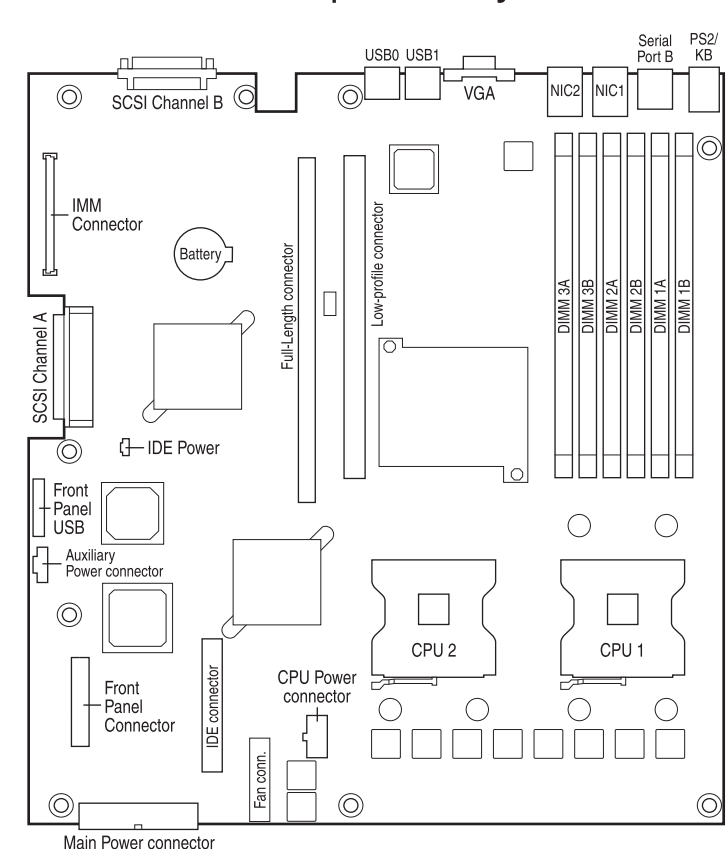 USB0 USB1
VGA
NIC2
NIC1
Serial
Port B
PS2/
KB
SCSI Channel B
IMM
Connector
Battery
Full-Length connector
Low-profile connector
DIMM 3A
DIMM 3B
DIMM 2A
DIMM 2B
DIMM 1A
DIMM 1B
SCSI Channel A
IDE Power
Front
Panel
USB
Auxiliary
Power connector
CPU 2
CPU 1
Front
Panel
Connector
IDE connector
CPU Power
connector
Fan conn.
Main Power connector